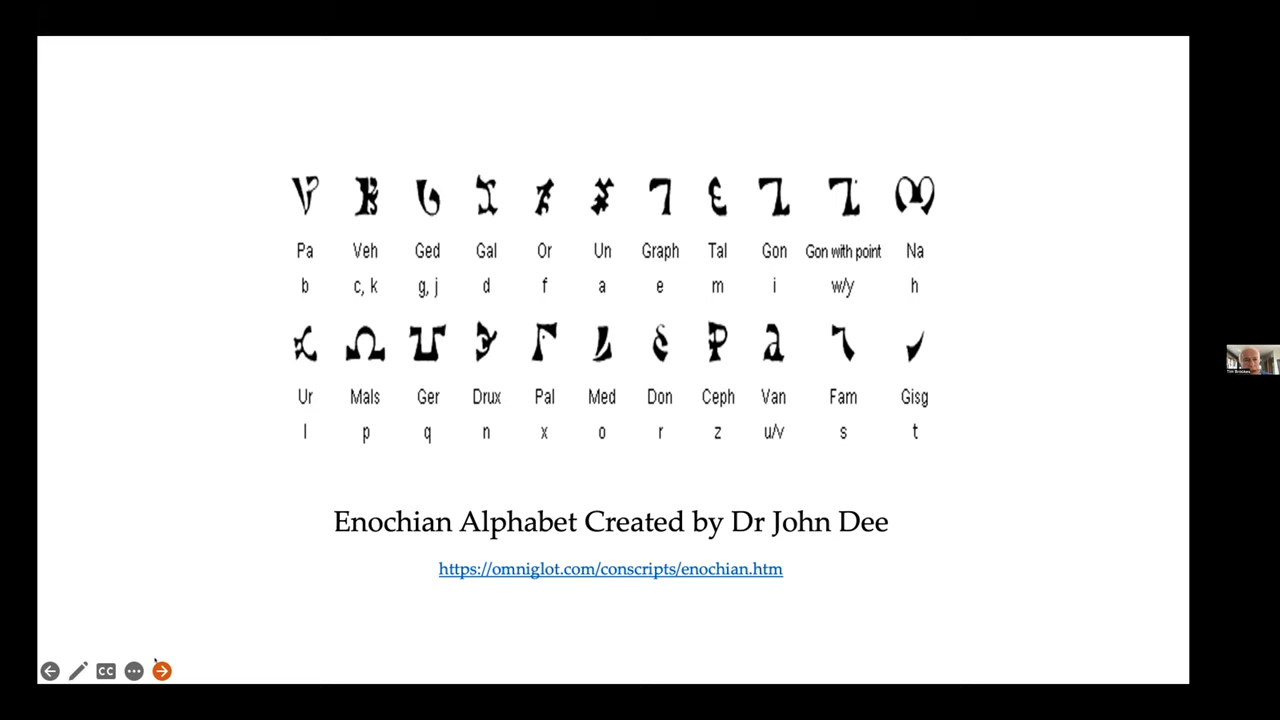 Pa Veh Ged Gal Or Un Graph Tal Gon Gon with point Na
b c, k g, j d f a e m i w/y h
Ur Mals Ger Drux Pal Med Don Ceph Van Fam Gisg
l p q n x o r z u/v s t
Enochian Alphabet Created by Dr John Dee
https://omniglot.com/conscripts/enochian.htm
CC